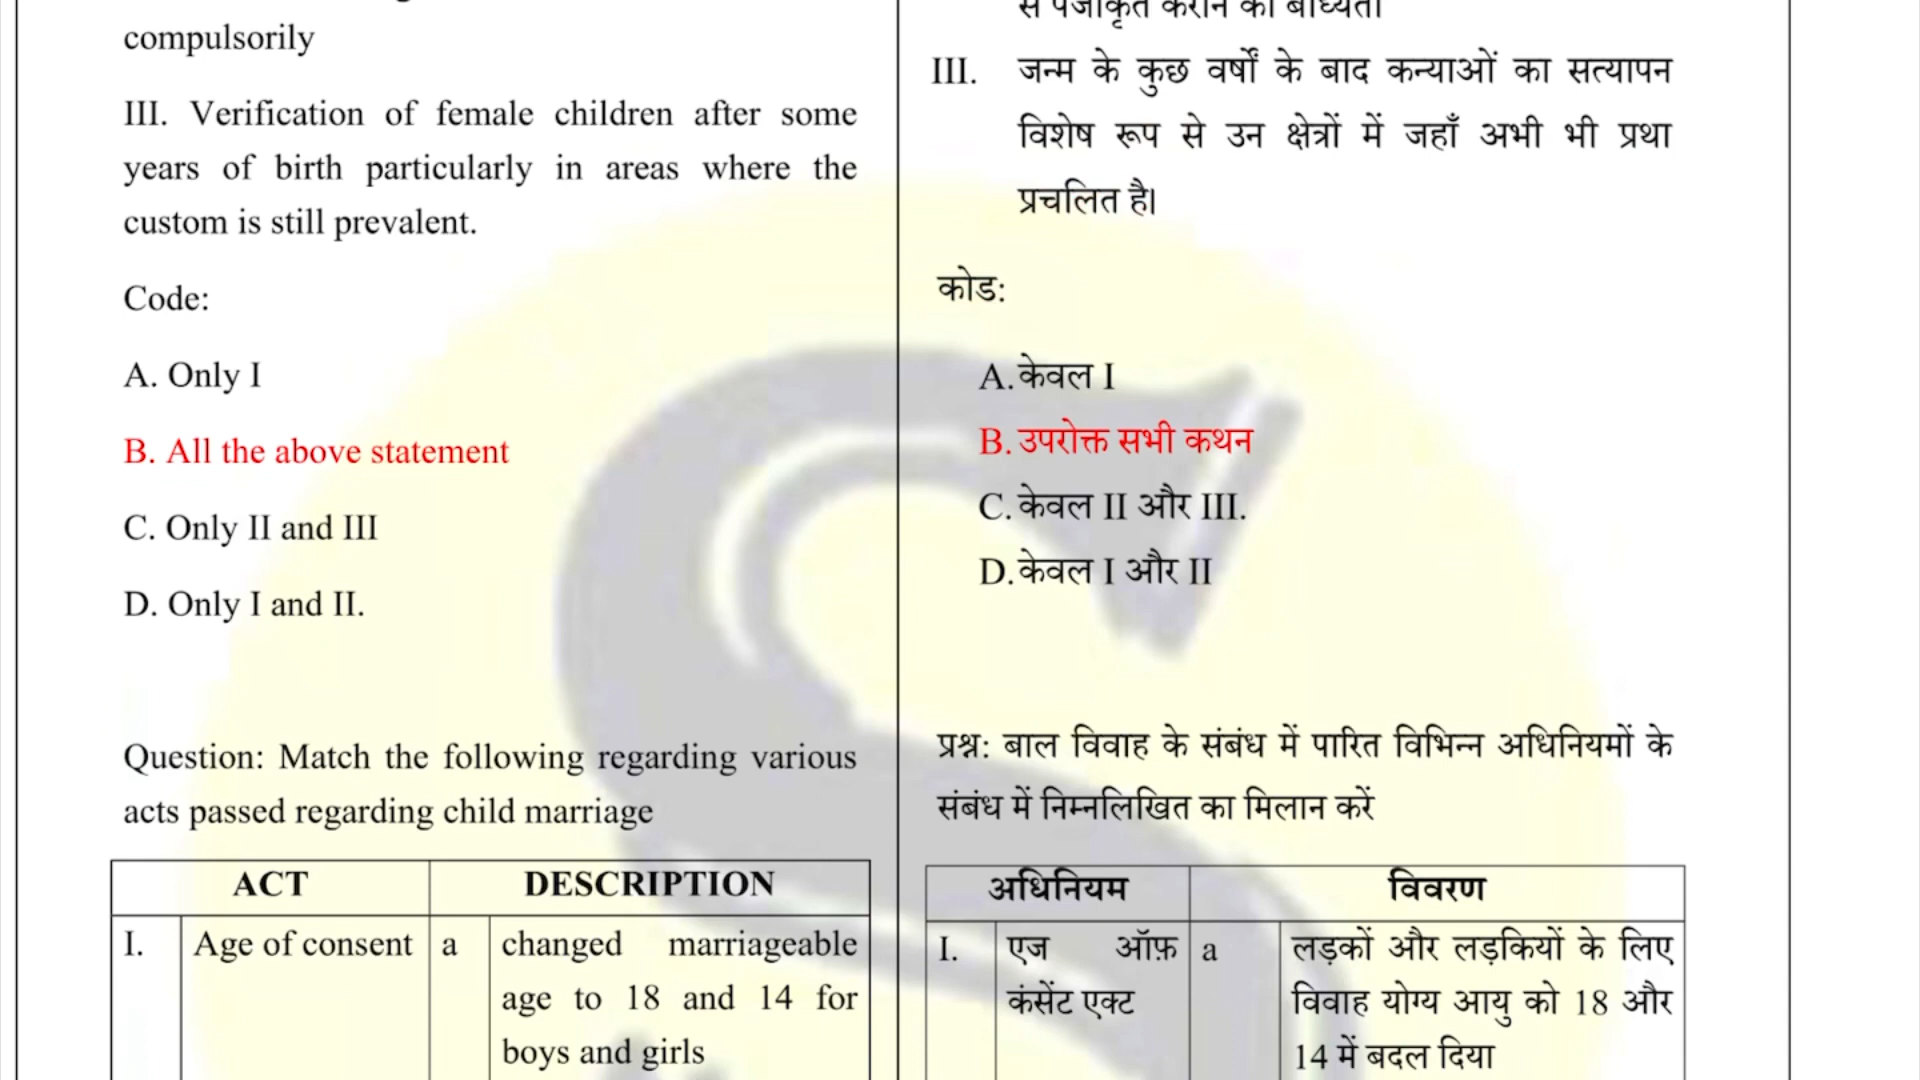 compulsorily
III. Verification of female children after some
years of birth particularly in areas where the
custom is still prevalent.
Code:
A. Only I
B. All the above statement
C. Only II and III
D. Only I and II.
Question: Match the following regarding various
acts passed regarding child marriage
ACT DESCRIPTION
I. Age of consent a changed marriageable
age to 18 and 14 for
boys and girls
से पंजीकृत कराने की बाध्यता
III. जन्म के कुछ वर्षों के बाद कन्याओं का सत्यापन
विशेष रूप से उन क्षेत्रों में जहाँ अभी भी प्रथा
प्रचलित है।
कोड:
A. केवल I
B. उपरोक्त सभी कथन
C. केवल II और III.
D. केवल I और II
प्रश्न: बाल विवाह के संबंध में पारित विभिन्न अधिनियमों के
संबंध में निम्नलिखित का मिलान करें
अधिनियम विवरण
I. एज ऑफ़ a लड़कों और लड़कियों के लिए
कंसेंट एक्ट विवाह योग्य आयु को 18 और
14 में बदल दिया